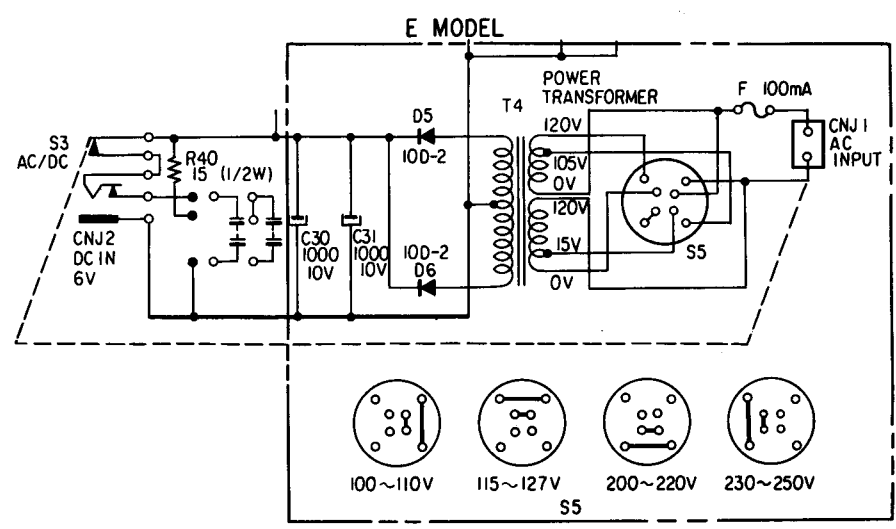 E MODEL
POWER
TRANSFORMER
F 100mA
T4
CNJ1
AC
INPUT
S3
AC/DC
R40
15 (1/2W)
D5
10D-2
120V
105V
0V
120V
15V
0V
S5
CNJ2
DC IN
6V
C30
1000
10V
C31
1000
10V
10D-2
D6
100~110V
115~127V
200~220V
230~250V
S5